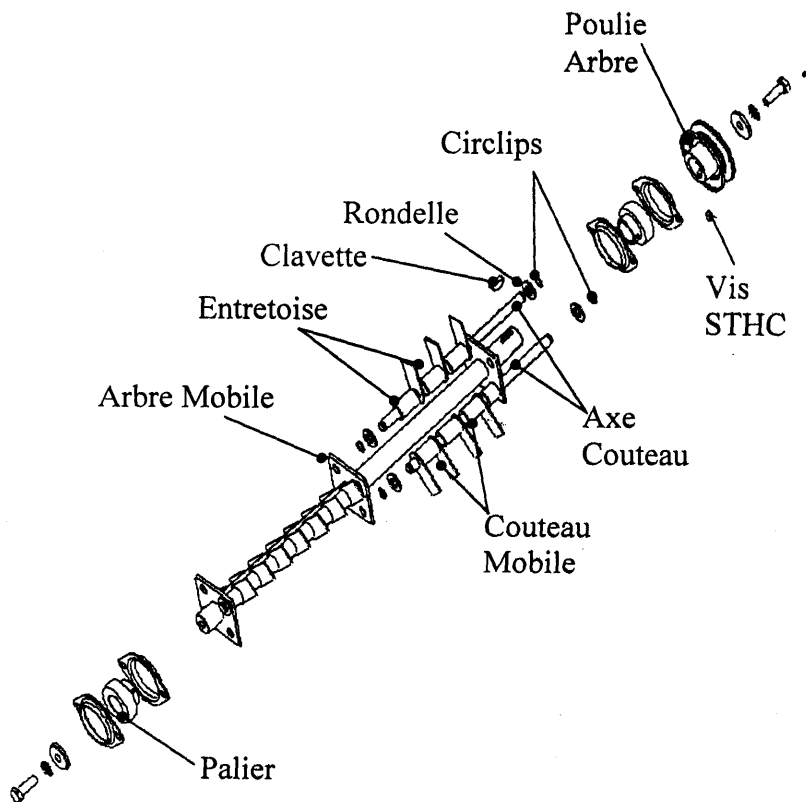 Poulie
Arbre
Circlips
Rondelle
Clavette
Vis
STHC
Entretoise
Arbre Mobile
Axe
Couteau
Couteau
Mobile
Palier